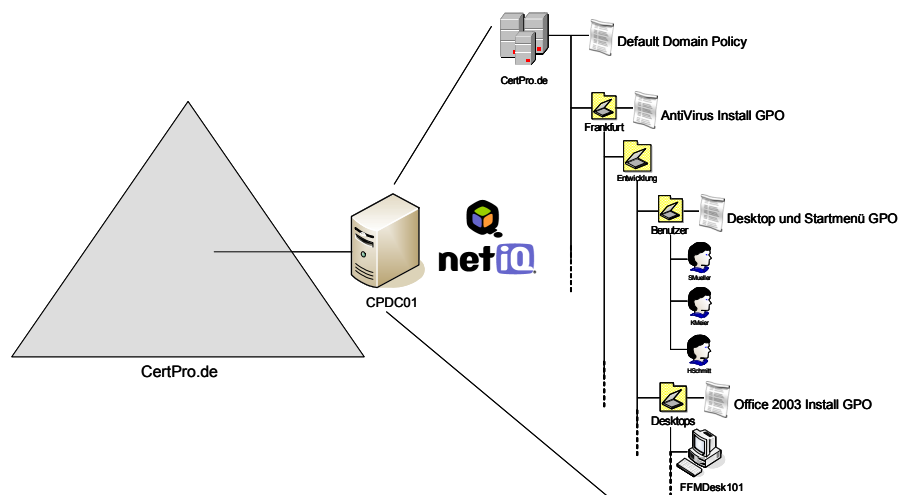 CertPro.de
Default Domain Policy
Frankfurt
AntiVirus Install GPO
Entwicklung
Benutzer
Desktop und Startmenü GPO
SMueller
KMeier
HSchmitt
netiQ
CPDC01
CertPro.de
Desktops
Office 2003 Install GPO
FFMDesk101